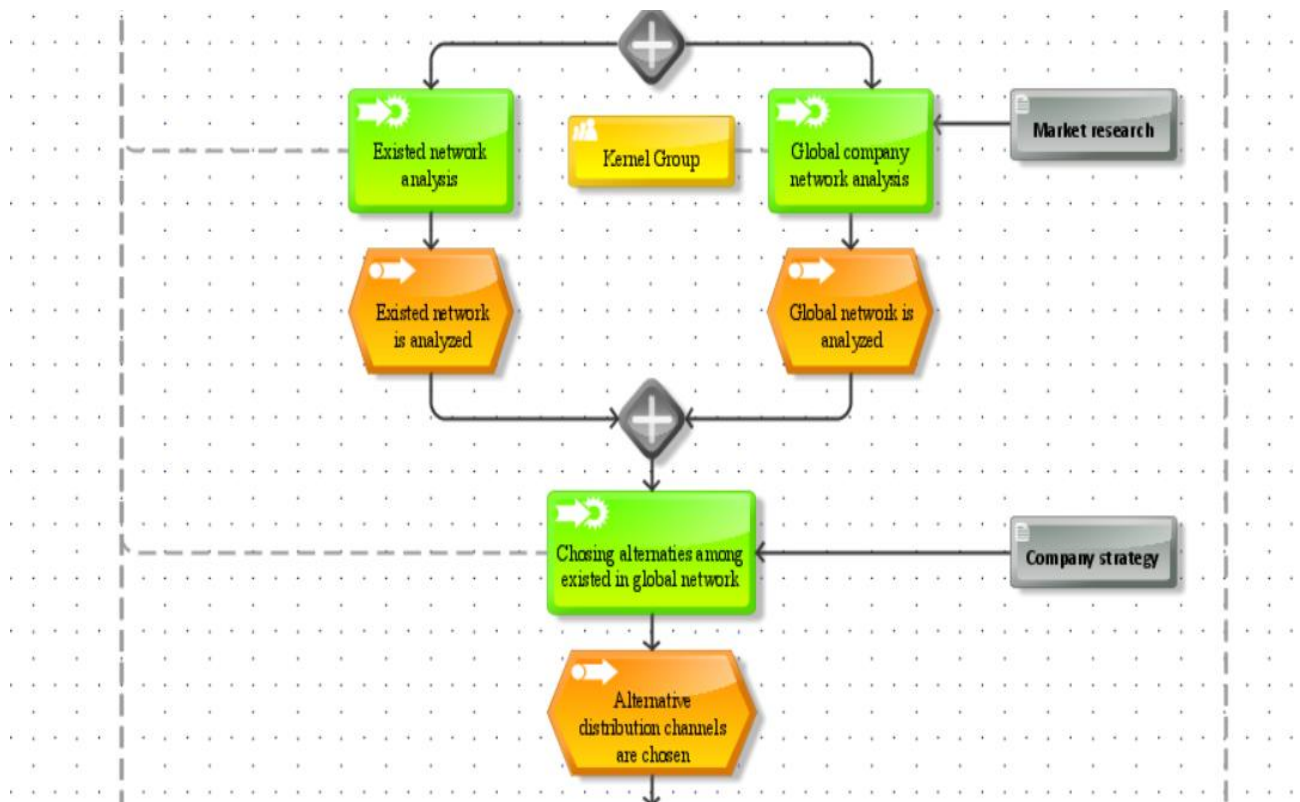 Existed network
analysis
Kernel Group
Global company
network analysis
Market research
Existed network
is analyzed
Global network is
analyzed
Chosing alternaties among
existed in global network
Company strategy
Alternative
distribution channels
are chosen